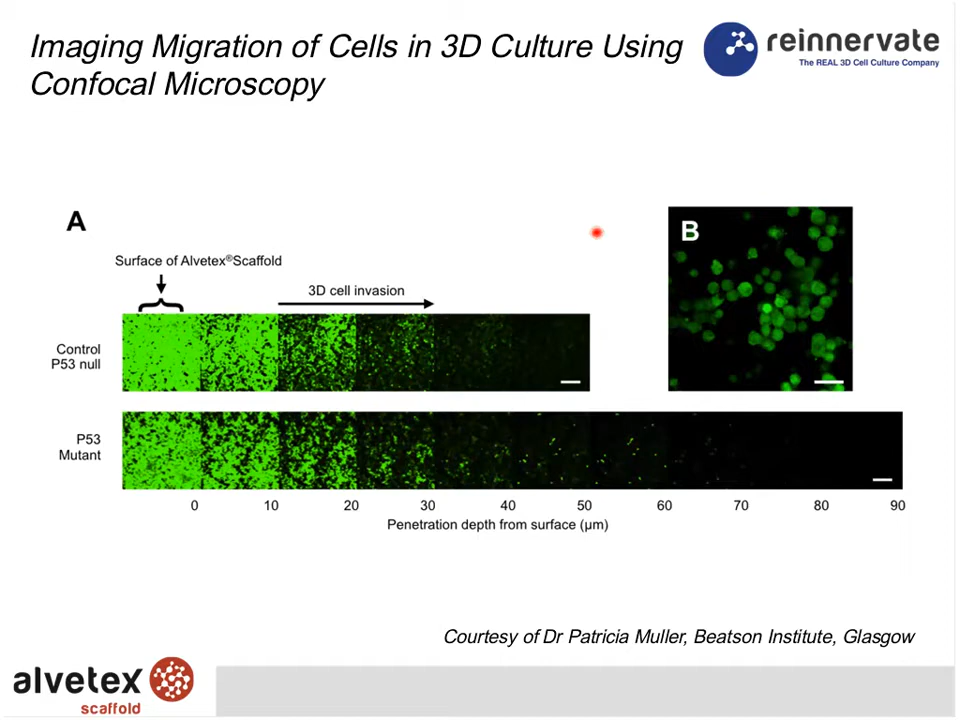 Imaging Migration of Cells in 3D Culture Using
Confocal Microscopy
reinnervate
The REAL 3D Cell Culture Company
A
B
Surface of Alvetex®Scaffold
3D cell invasion
Control
P53 null
P53
Mutant
0 10 20 30 40 50 60 70 80 90
Penetration depth from surface (µm)
Courtesy of Dr Patricia Muller, Beatson Institute, Glasgow
alvetex
scaffold